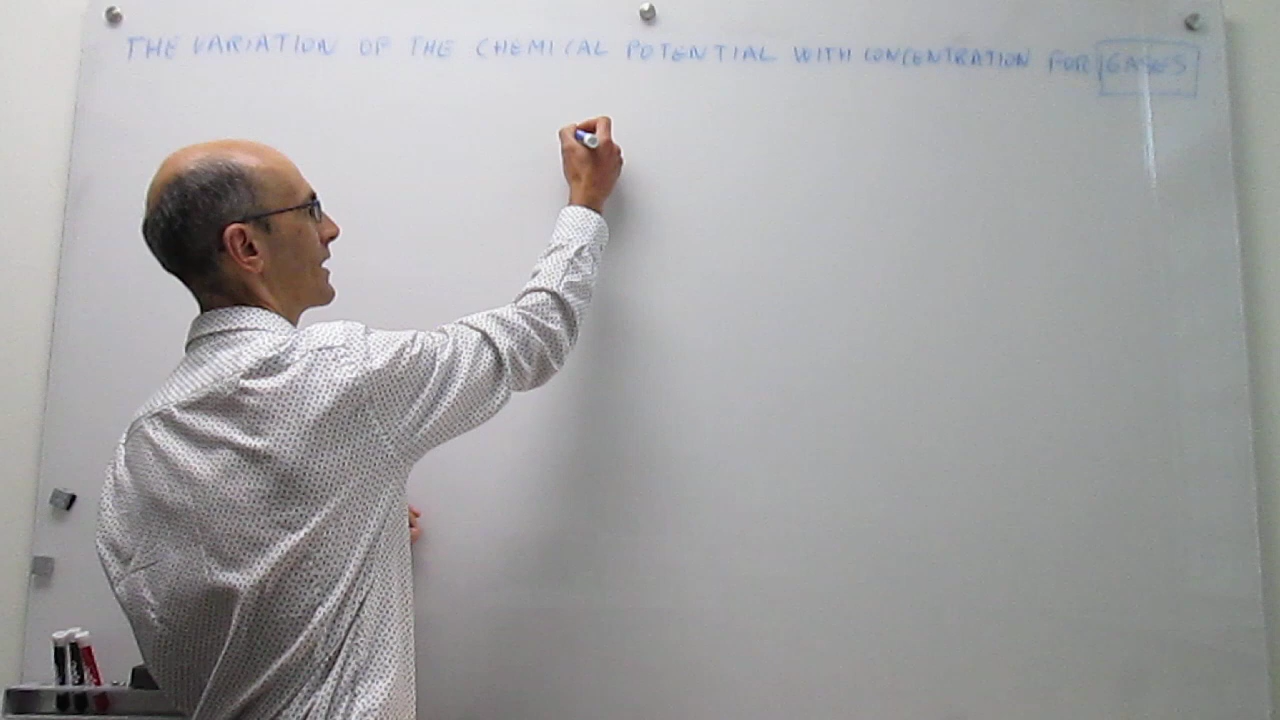 THE VARIATION OF THE CHEMICAL POTENTIAL WITH CONCENTRATION FOR GASES